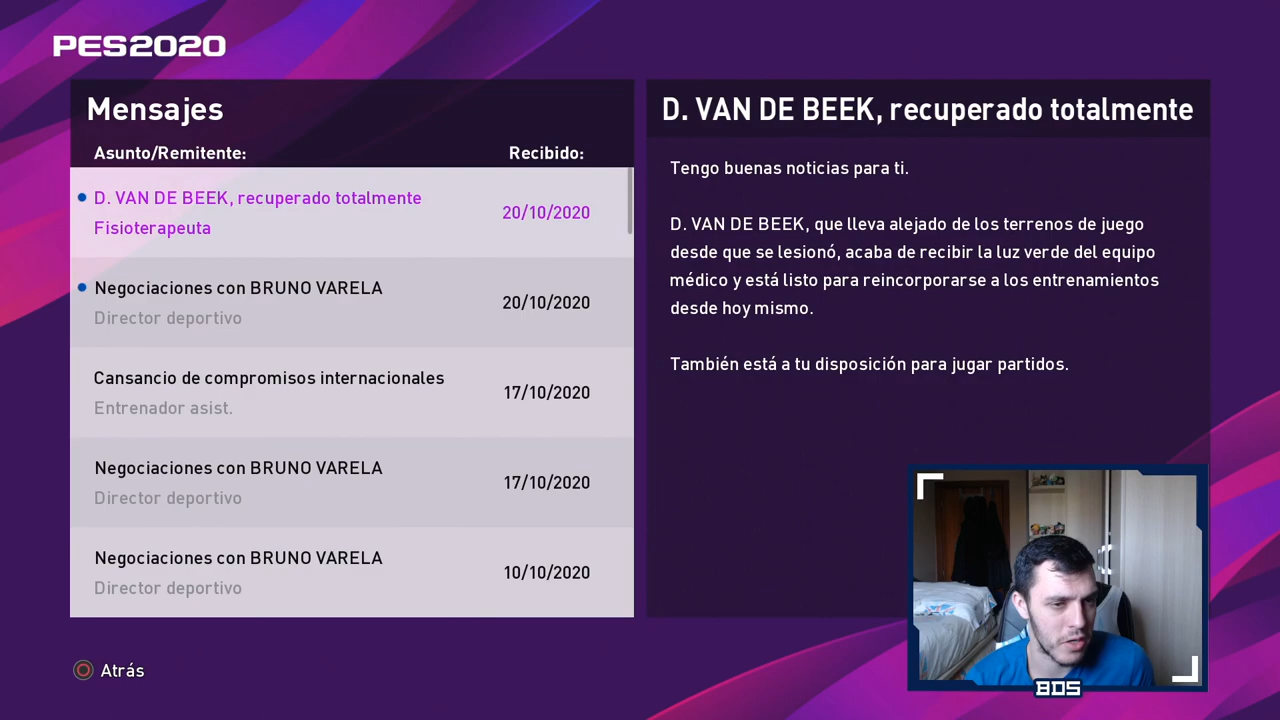 PES2020
Mensajes
Asunto/Remitente:
Recibido:
D. VAN DE BEEK, recuperado totalmente
Fisioterapeuta
20/10/2020
Negociaciones con BRUNO VARELA
Director deportivo
20/10/2020
Cansancio de compromisos internacionales
Entrenador asist.
17/10/2020
Negociaciones con BRUNO VARELA
Director deportivo
17/10/2020
Negociaciones con BRUNO VARELA
Director deportivo
10/10/2020
D. VAN DE BEEK, recuperado totalmente
Tengo buenas noticias para ti.
D. VAN DE BEEK, que lleva alejado de los terrenos de juego
desde que se lesionó, acaba de recibir la luz verde del equipo
médico y está listo para reincorporarse a los entrenamientos
desde hoy mismo.
También está a tu disposición para jugar partidos.
Atrás
BDS